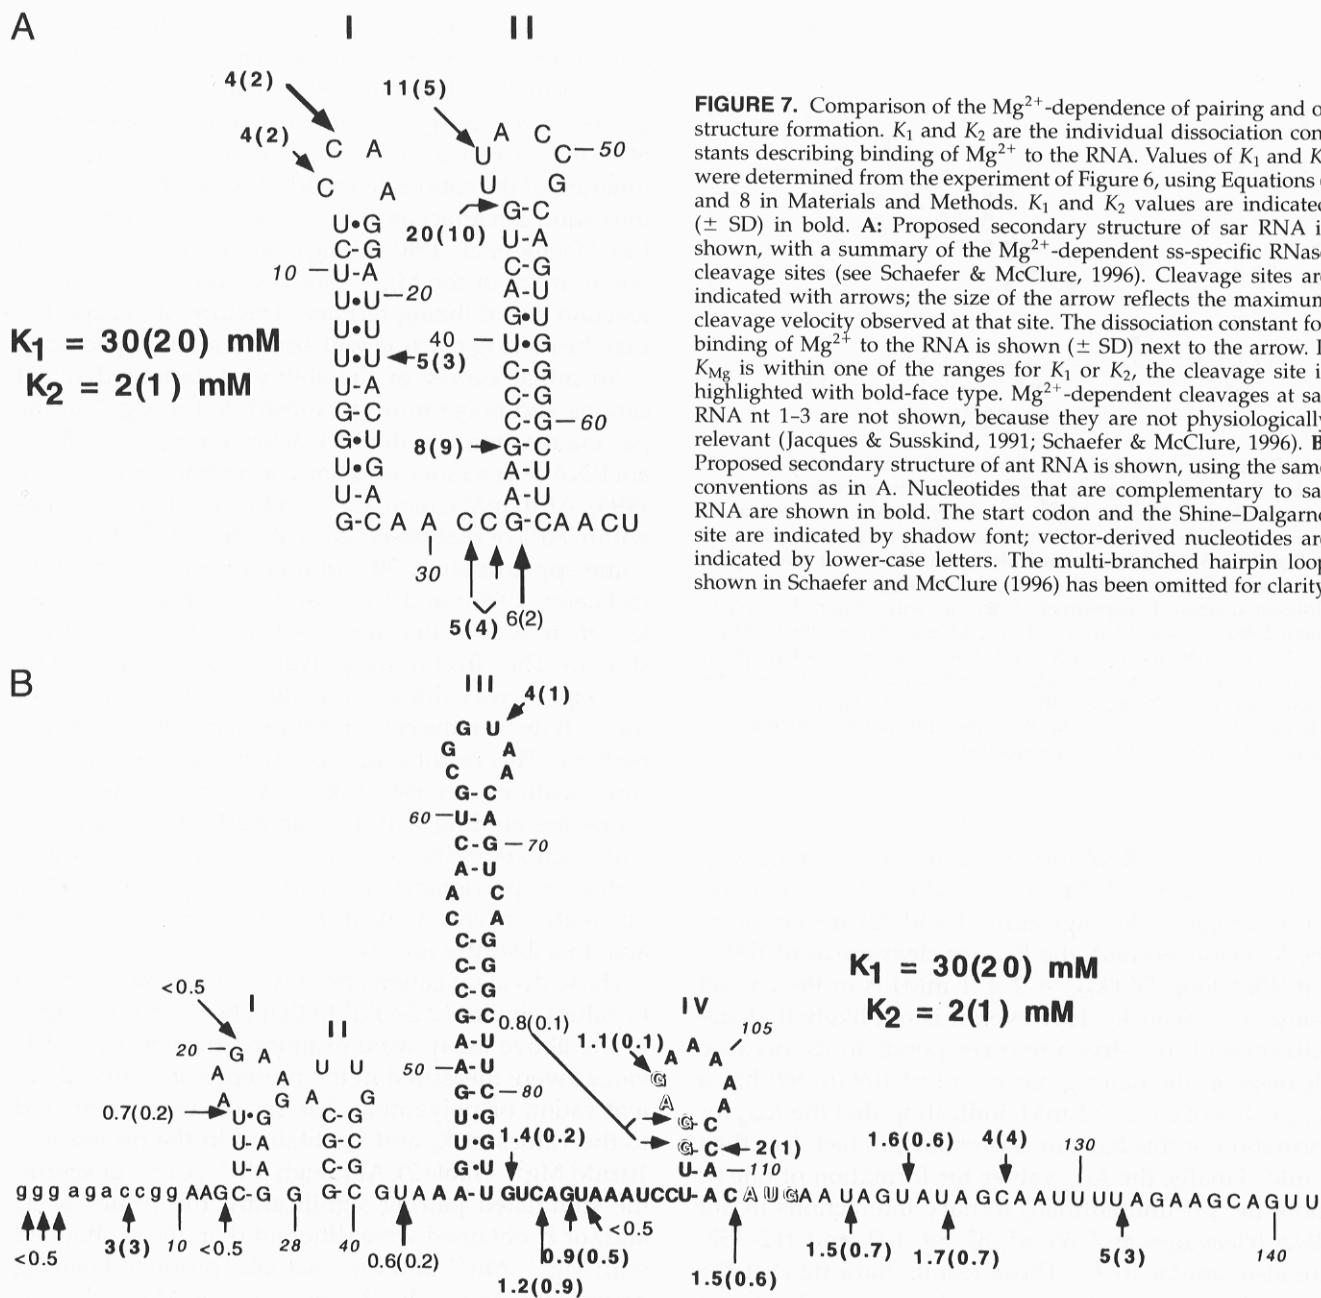 A
I
II
4(2)
11(5)
4(2)
C A
A C
U
C
50
C
A
U
G
U•G
20(10)
G-C
C-G
U-A
10
U-A
C-G
U•U
20
A-U
U•U
G•U
U•U
5(3)
40
U•G
U-A
C-G
G-C
C-G
G-U
C-G
60
G•U
8(9)
G-C
U•G
A-U
U-A
A-U
G-C A A C C G-C A A C U
30
5(4)
6(2)
K1 = 30(20) mM
K2 = 2(1) mM
FIGURE 7. Comparison of the Mg2+-dependence of pairing and o
structure formation. K1 and K2 are the individual dissociation con
stants describing binding of Mg2+ to the RNA. Values of K1 and K
were determined from the experiment of Figure 6, using Equations
and 8 in Materials and Methods. K1 and K2 values are indicated
(± SD) in bold. A: Proposed secondary structure of sar RNA i
shown, with a summary of the Mg2+-dependent ss-specific RNase
cleavage sites (see Schaefer & McClure, 1996). Cleavage sites are
indicated with arrows; the size of the arrow reflects the maximum
cleavage velocity observed at that site. The dissociation constant fo
binding of Mg2+ to the RNA is shown (± SD) next to the arrow. I
KMg is within one of the ranges for K1 or K2, the cleavage site i
highlighted with bold-face type. Mg2+-dependent cleavages at sa
RNA nt 1–3 are not shown, because they are not physiologically
relevant (Jacques & Susskind, 1991; Schaefer & McClure, 1996). B
Proposed secondary structure of ant RNA is shown, using the same
conventions as in A. Nucleotides that are complementary to sa
RNA are shown in bold. The start codon and the Shine–Dalgarno
site are indicated by shadow font; vector-derived nucleotides are
indicated by lower-case letters. The multi-branched hairpin loop
shown in Schaefer and McClure (1996) has been omitted for clarity
B
III
4(1)
G U
G
A
C
A
G-C
60
U-A
C-G
70
A-U
A
C
C
A
C-G
C-G
C-G
G-C
G-U
A-U
50
A-U
G-C
80
U•G
U•G
U•G
K1 = 30(20) mM
K2 = 2(1) mM
<0.5
I
II
20
G A
A
A
A
G
0.7(0.2)
U•G
U-A
U-A
U-A
U U
G
G
A
C-G
G-C
C-G
G-C
0.8(0.1)
1.1(0.1)
IV
105
A A A
G
A
A
A
A
G-C
G-C
2(1)
U-A
110
1.4(0.2)
1.6(0.6)
4(4)
130
gggagaccggAAGC-G G G-CGUAAA-UGUCAGUAAAUCCU-ACAUGAAUAGUAUAGCAAUUUUAGAAGCAGUU
<0.5
3(3)
10
<0.5
28
40
0.6(0.2)
1.2(0.9)
0.9(0.5)
<0.5
1.5(0.6)
1.5(0.7)
1.7(0.7)
5(3)
140